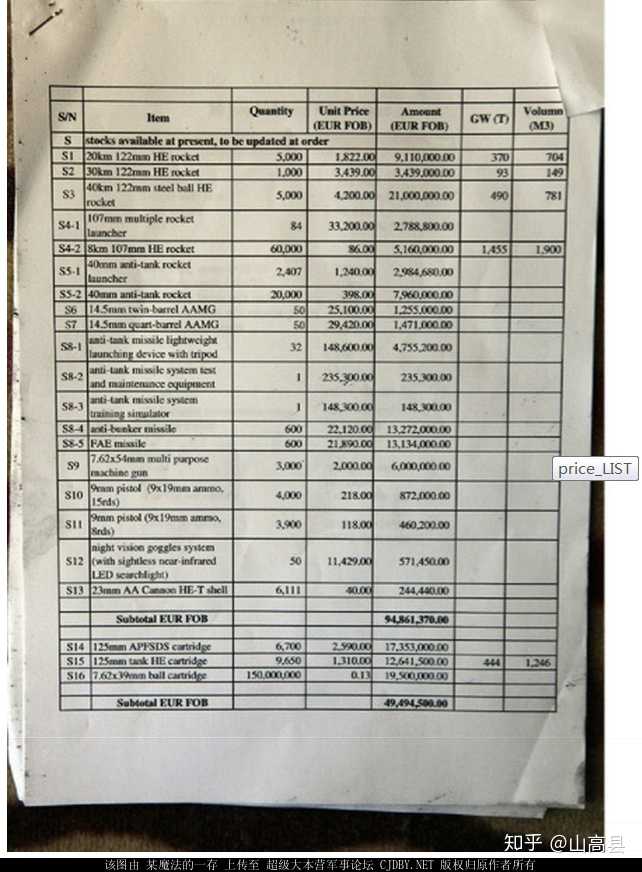 S/N Item Quantity Unit Price (EUR FOB) Amount (EUR FOB) GW (T) Volumn (M3)
S stocks available at present, to be updated at order
S1 20km 122mm HE rocket 5,000 1,822.00 9,110,000.00 370 704
S2 30km 122mm HE rocket 1,000 3,439.00 3,439,000.00 93 149
S3 40km 122mm steel ball HE rocket 5,000 4,200.00 21,000,000.00 490 781
S4-1 107mm multiple rocket launcher 84 33,200.00 2,788,800.00
S4-2 8km 107mm HE rocket 60,000 86.00 5,160,000.00 1,455 1,900
S5-1 40mm anti-tank rocket launcher 2,407 1,240.00 2,984,680.00
S5-2 40mm anti-tank rocket 20,000 398.00 7,960,000.00
S6 14.5mm twin-barrel AAMG 50 25,100.00 1,255,000.00
S7 14.5mm quart-barrel AAMG 50 29,420.00 1,471,000.00
S8-1 anti-tank missile lightweight launching device with tripod 32 148,600.00 4,755,200.00
S8-2 anti-tank missile system test and maintenance equipment 1 235,300.00 235,300.00
S8-3 anti-tank missile system training simulator 1 148,300.00 148,300.00
S8-4 anti-bunker missile 600 22,120.00 13,272,000.00
S8-5 FAE missile 600 21,890.00 13,134,000.00
S9 7.62x54mm multi purpose machine gun 3,000 2,000.00 6,000,000.00
S10 9mm pistol (9x19mm ammo, 15rds) 4,000 218.00 872,000.00
S11 9mm pistol (9x19mm ammo, 8rds) 3,900 118.00 460,200.00
S12 night vision goggles system (with sightless near-infrared LED searchlight) 50 11,429.00 571,450.00
S13 23mm AA Cannon HE-T shell 6,111 40.00 244,440.00
Subtotal EUR FOB 94,861,370.00
S14 125mm APFSDS cartridge 6,700 2,590.00 17,353,000.00
S15 125mm tank HE cartridge 9,650 1,310.00 12,641,500.00 444 1,246
S16 7.62x39mm ball cartridge 150,000,000 0.13 19,500,000.00
Subtotal EUR FOB 49,494,500.00
price_LIST
知乎 @山高县
该图由 某魔法的一存 上传至 超级大本营军事论坛 CJDBY.NET 版权归原作者所有